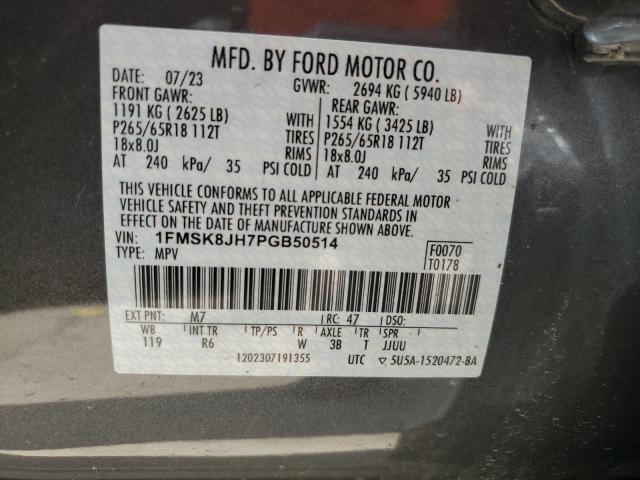 MFD. BY FORD MOTOR CO.
DATE: 07/23 GVWR: 2694 KG ( 5940 LB)
FRONT GAWR: REAR GAWR:
1191 KG ( 2625 LB) WITH 1554 KG ( 3425 LB) WITH
P265/65R18 112T TIRES P265/65R18 112T TIRES
18x8.0J RIMS 18x8.0J RIMS
AT 240 kPa/ 35 PSI COLD AT 240 kPa/ 35 PSI COLD
THIS VEHICLE CONFORMS TO ALL APPLICABLE FEDERAL MOTOR
VEHICLE SAFETY AND THEFT PREVENTION STANDARDS IN
EFFECT ON THE DATE OF MANUFACTURE SHOWN ABOVE.
VIN: 1FMSK8JH7PGB50514 F0070
TYPE: MPV T0178
EXT PNT: M7 RC: 47 DSO:
WB INT TR TP/PS R AXLE TR SPR
119 R6 W 3B T JJUU
1202307191355 UTC ▽ 5U5A-1520472-BA